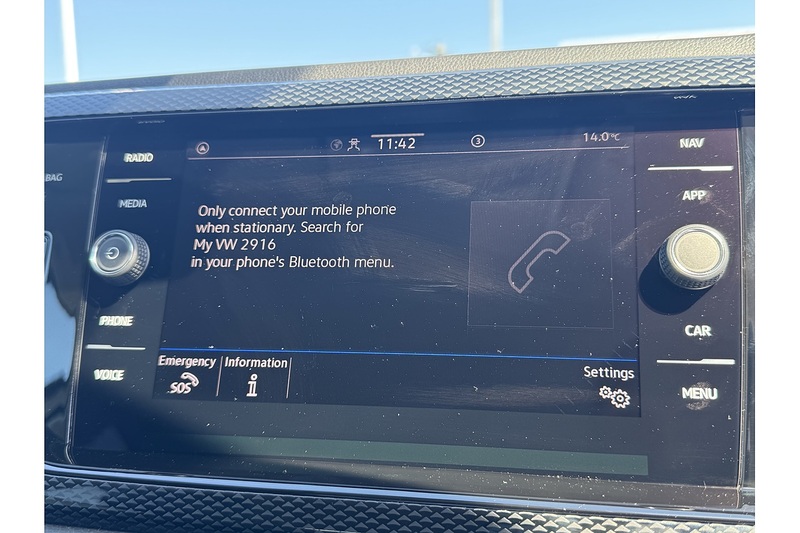 BAG
RADIO
MEDIA
PHONE
VOICE
11:42
3
14.0°C
Only connect your mobile phone
when stationary. Search for
My VW 2916
in your phone's Bluetooth menu.
Emergency
SOS
Information
i
Settings
NAV
APP
CAR
MENU